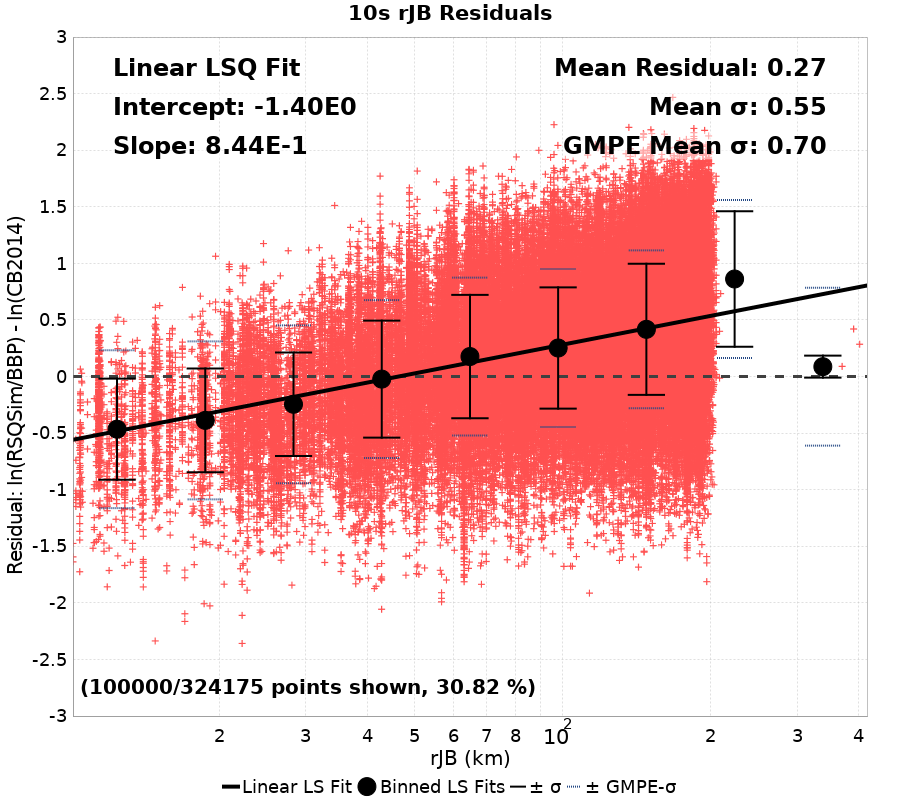 10s rJB Residuals
Linear LSQ Fit
Intercept: -1.40E0
Slope: 8.44E-1
Mean Residual: 0.27
Mean σ: 0.55
GMPE Mean σ: 0.70
3
2.5
2
1.5
1
0.5
0
-0.5
-1
-1.5
-2
-2.5
-3
Residual: ln(RSQSim/BBP) - ln(CB2014)
(100000/324175 points shown, 30.82 %)
2 3 4 5 6 7 8 10² 2 3 4
rJB (km)
Linear LS Fit Binned LS Fits ± σ ± GMPE-σ